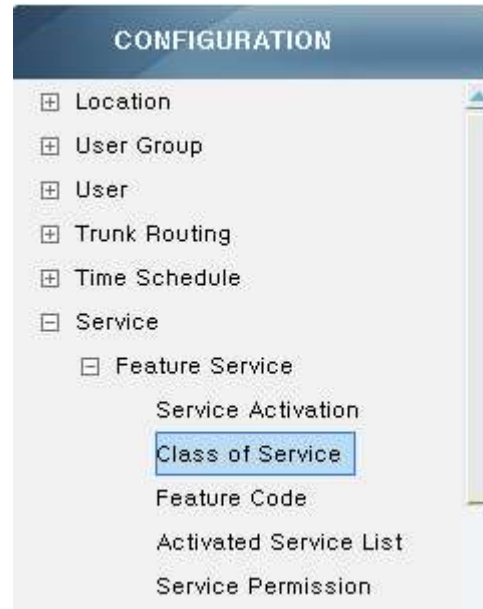 CONFIGURATION
Location
User Group
User
Trunk Routing
Time Schedule
Service
Feature Service
Service Activation
Class of Service
Feature Code
Activated Service List
Service Permission